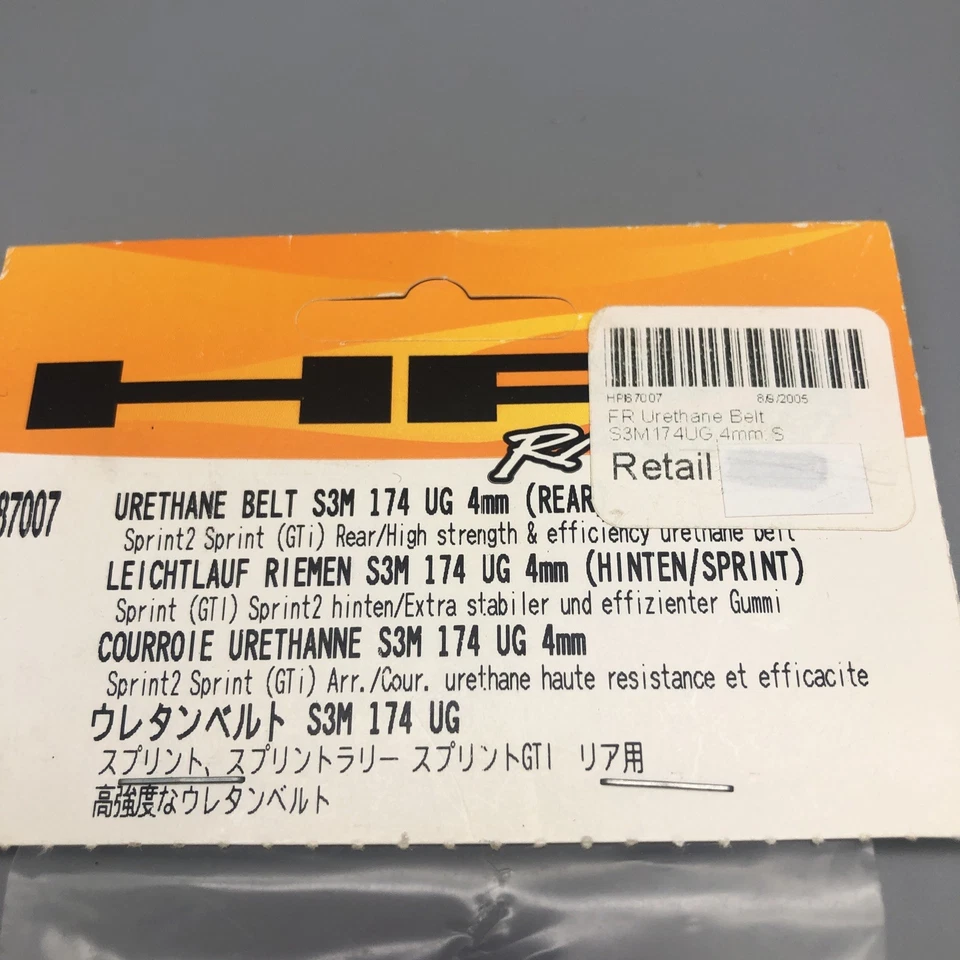 HPI67007 8/9/2005
FR Urethane Belt
S3M174UG 4mm S
Retail
87007
URETHANE BELT S3M 174 UG 4mm (REAR
Sprint2 Sprint (GTi) Rear/High strength & efficiency urethane belt
LEICHTLAUF RIEMEN S3M 174 UG 4mm (HINTEN/SPRINT)
Sprint (GTI) Sprint2 hinten/Extra stabiler und effizienter Gummi
COURROIE URETHANNE S3M 174 UG 4mm
Sprint2 Sprint (GTi) Arr./Cour. urethane haute resistance et efficacite
ウレタンベルト S3M 174 UG
スプリント、スプリントラリー スプリントGTI リア用
高強度なウレタンベルト